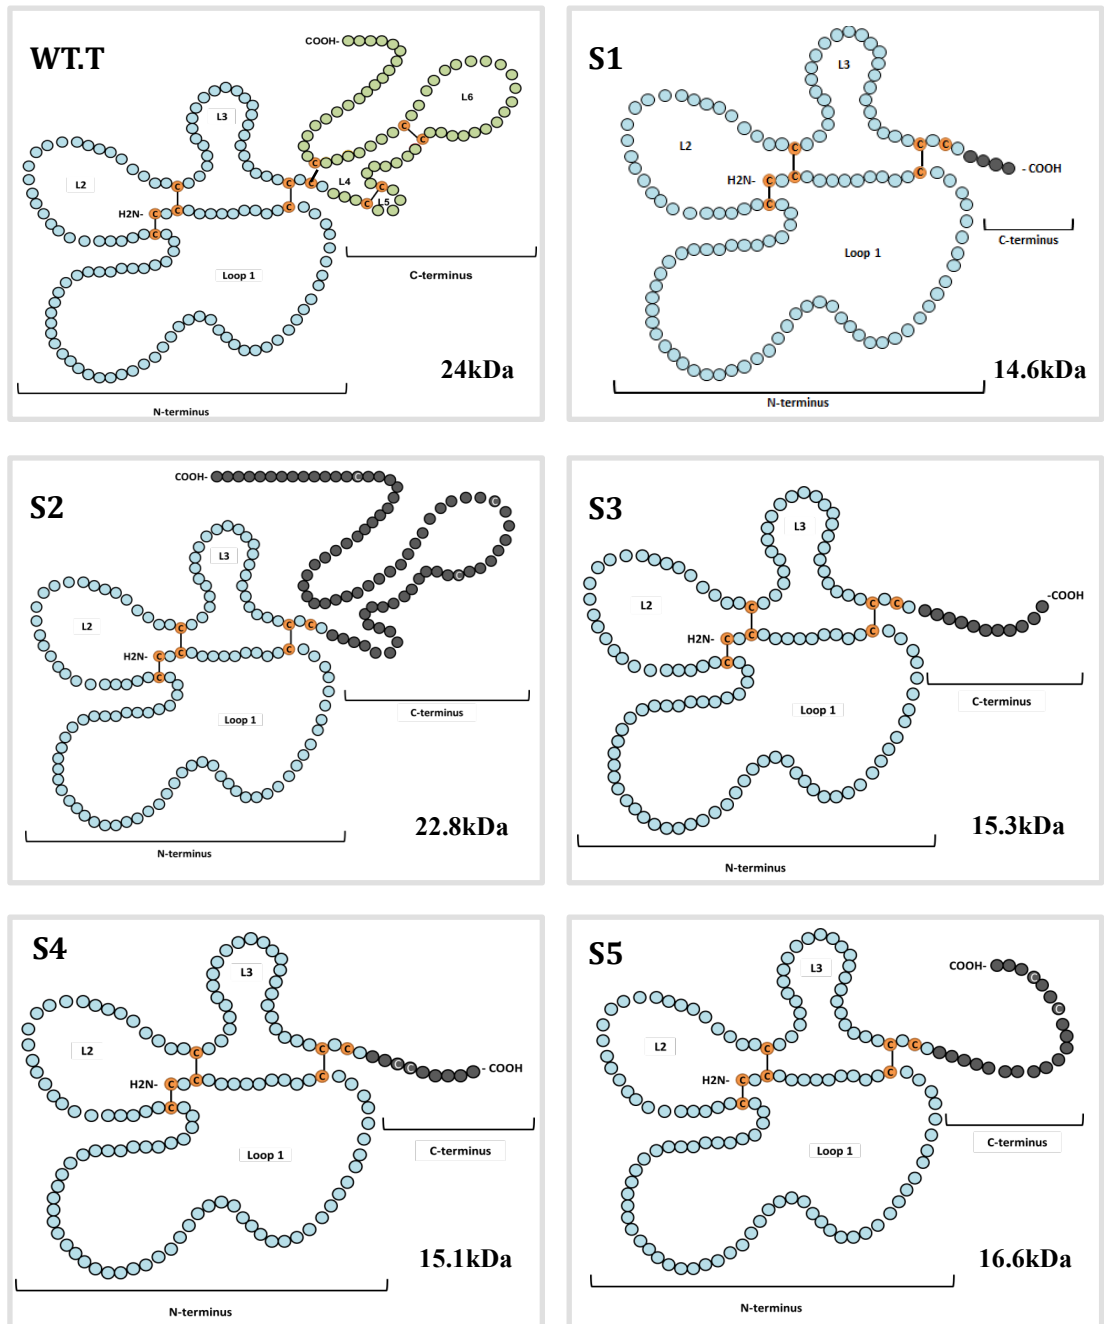 WT.T
COOH-
L6
L3
L2
L4
L5
H2N-
C C C C C C C C C C C C
Loop 1
C-terminus
24kDa
N-terminus
S1
L3
L2
H2N-
C C C C C C C
- COOH
C-terminus
Loop 1
14.6kDa
N-terminus
S2
COOH-
C C C
L3
L2
H2N-
C C C C C C C
Loop 1
C-terminus
22.8kDa
N-terminus
S3
L3
L2
-COOH
H2N-
C C C C C C C
C-terminus
Loop 1
15.3kDa
N-terminus
S4
L3
L2
H2N-
C C C C C C C
C C
- COOH
C-terminus
Loop 1
15.1kDa
N-terminus
S5
L3
COOH-
C C
L2
H2N-
C C C C C C C
C-terminus
Loop 1
16.6kDa
N-terminus